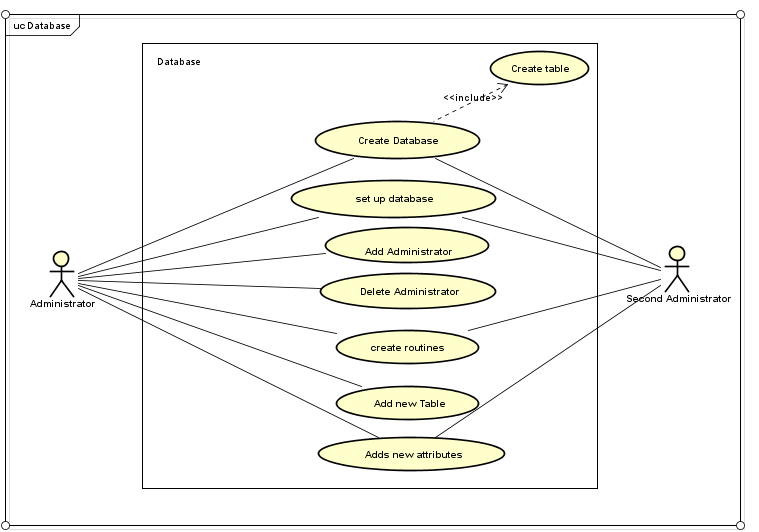 uc Database
Database
Create table
<<include>>
Create Database
set up database
Add Administrator
Delete Administrator
Administrator
Second Administrator
create routines
Add new Table
Adds new attributes